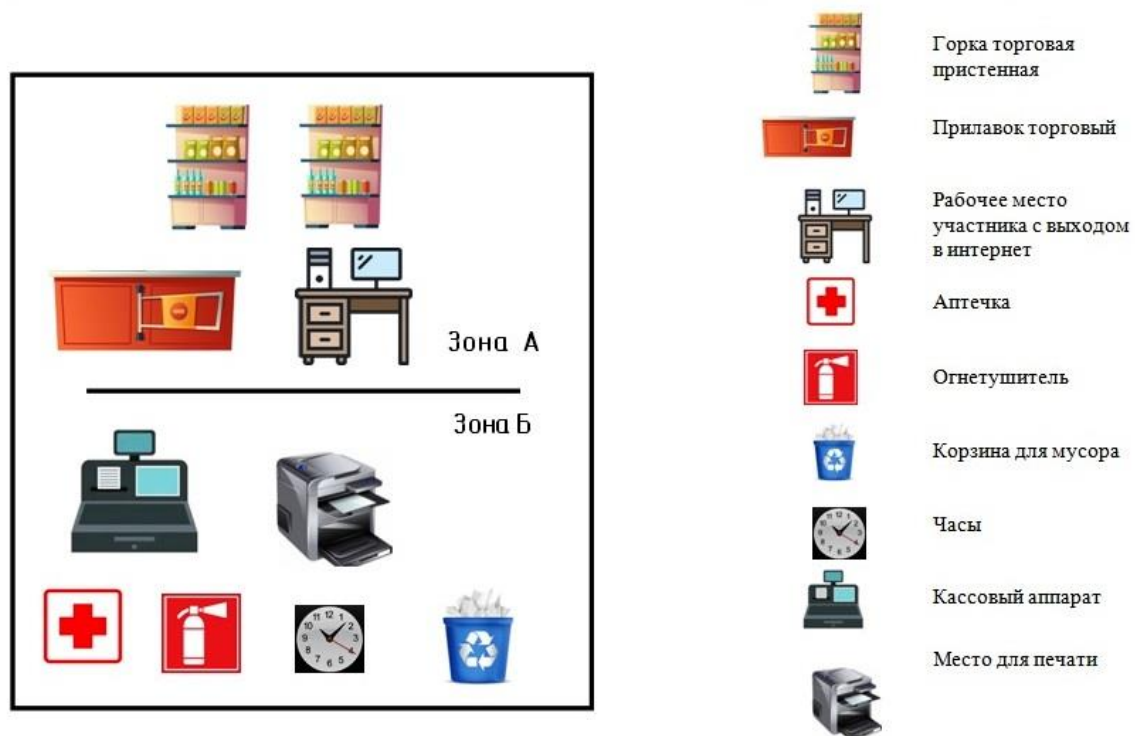 Зона А
Зона Б
Горка торговая
пристенная
Прилавок торговый
Рабочее место
участника с выходом
в интернет
Аптечка
Огнетушитель
Корзина для мусора
Часы
Кассовый аппарат
Место для печати